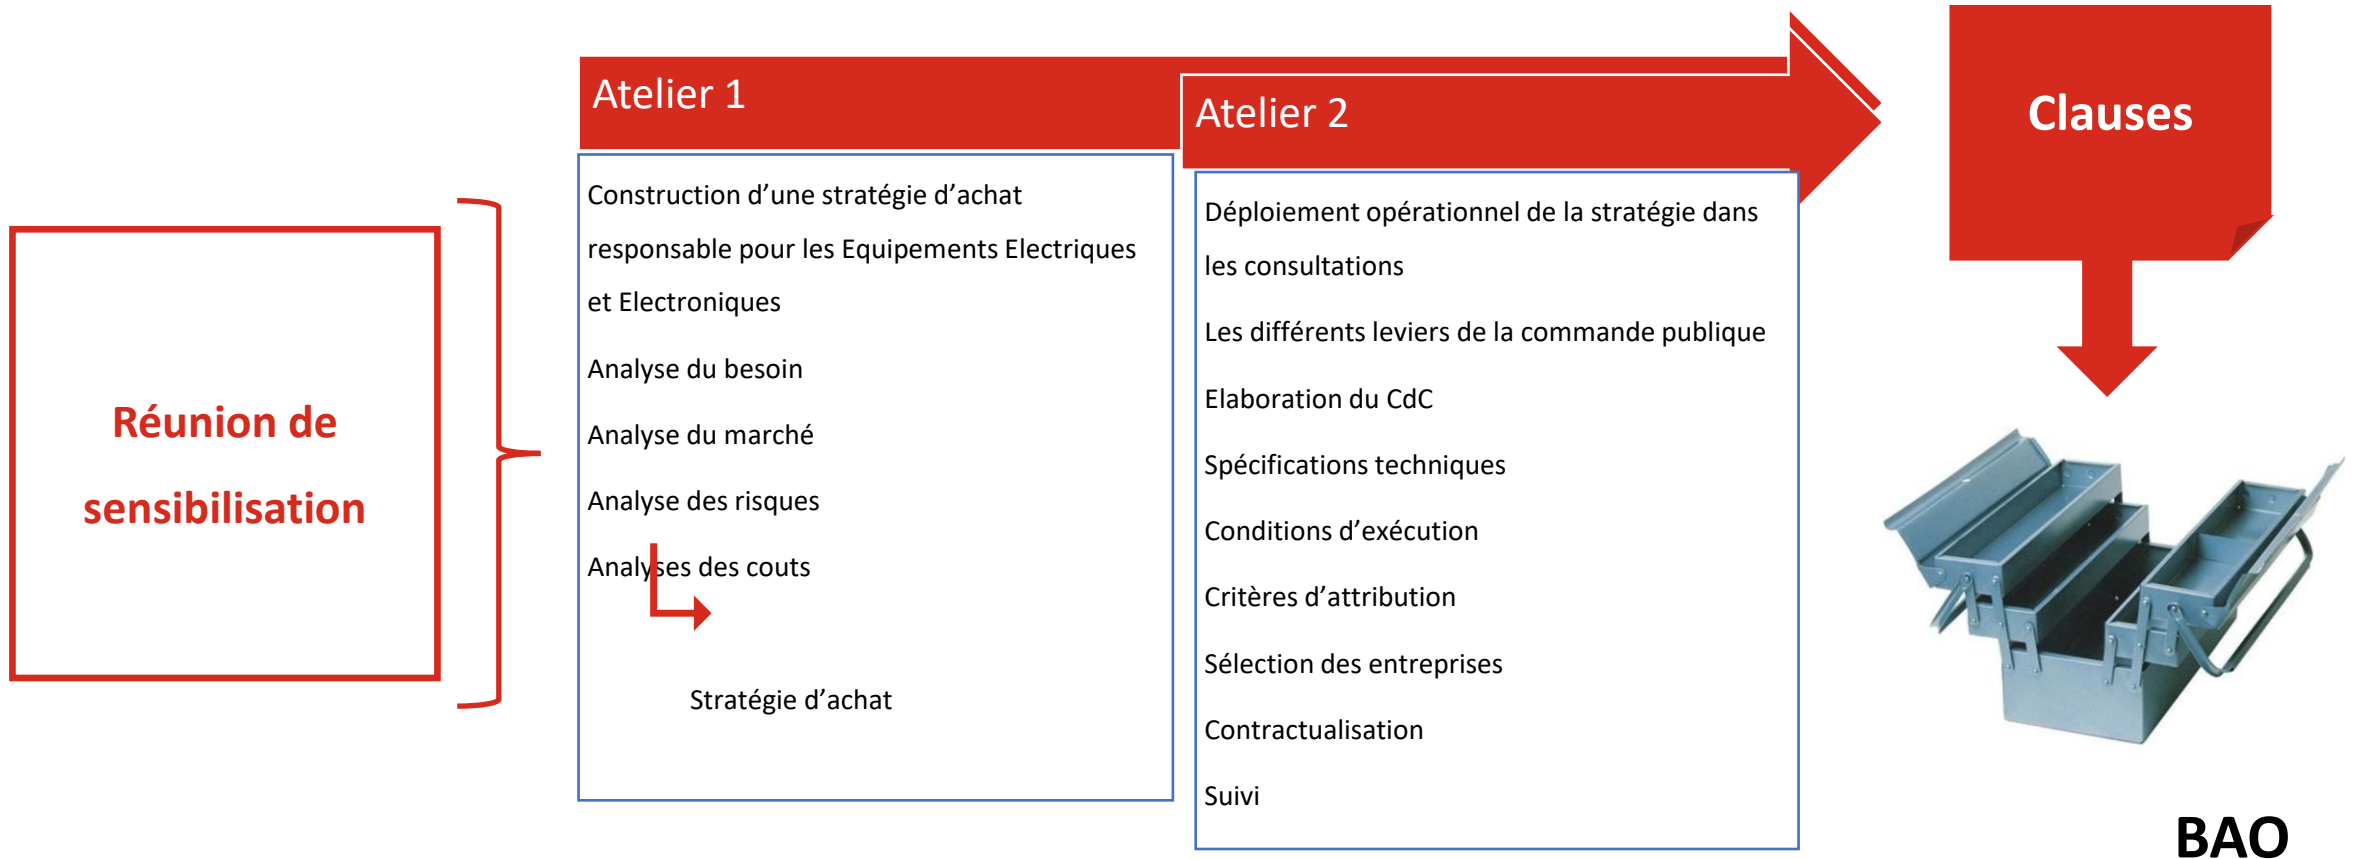 Réunion de
sensibilisation
Atelier 1
Construction d’une stratégie d’achat
responsable pour les Equipements Electriques
et Electroniques
Analyse du besoin
Analyse du marché
Analyse des risques
Analyses des couts
Stratégie d’achat
Atelier 2
Déploiement opérationnel de la stratégie dans
les consultations
Les différents leviers de la commande publique
Elaboration du CdC
Spécifications techniques
Conditions d’exécution
Critères d’attribution
Sélection des entreprises
Contractualisation
Suivi
Clauses
BAO